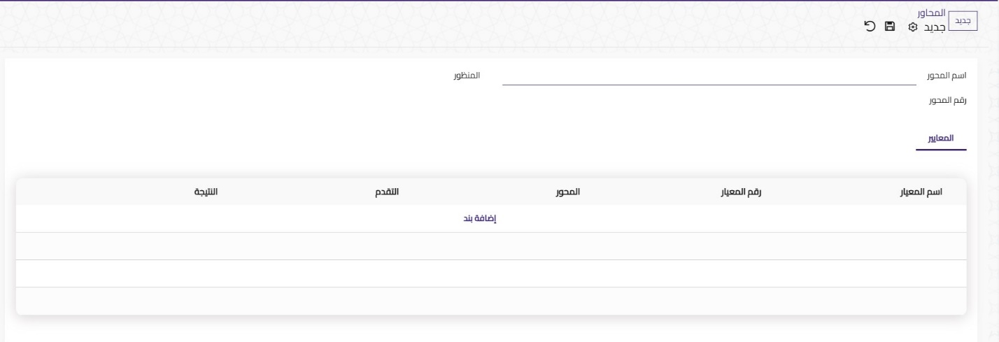 جديد
المحاور
جديد
اسم المحور
المنظور
رقم المحور
المعايير
اسم المعيار رقم المعيار المحور التقدم النتيجة
إضافة بند